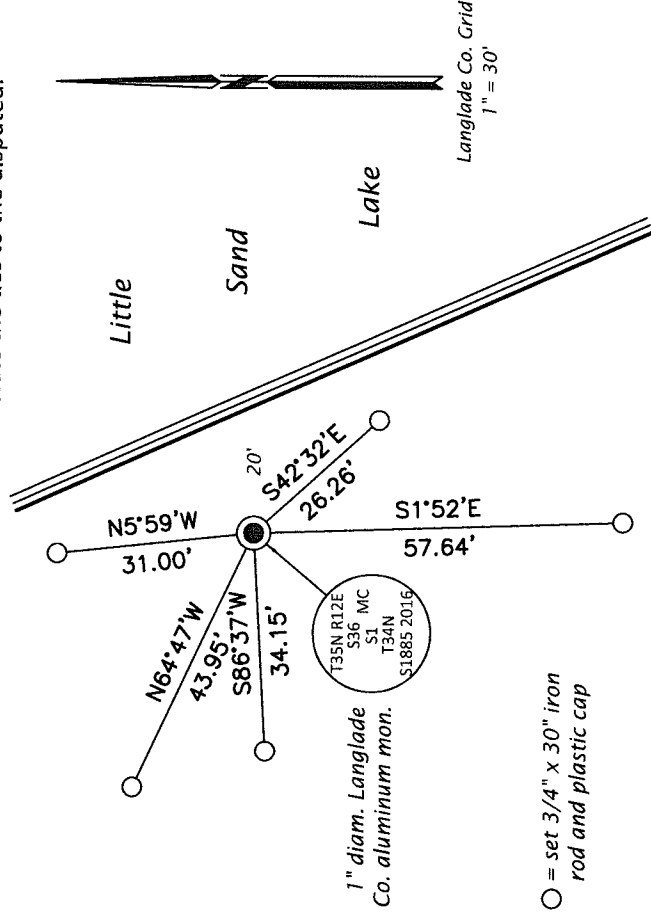 Little
Sand
Lake
Langlade Co. Grid
1" = 30'
N5°59'W
31.00'
20'
S42°32'E
26.26'
S1°52'E
57.64'
N64°47'W
43.95'
S86°37'W
34.15'
T35N R12E
S36 MC
S1
T34N
S1885 2016
1" diam. Langlade
Co. aluminum mon.
= set 3/4" x 30" iron
rod and plastic cap